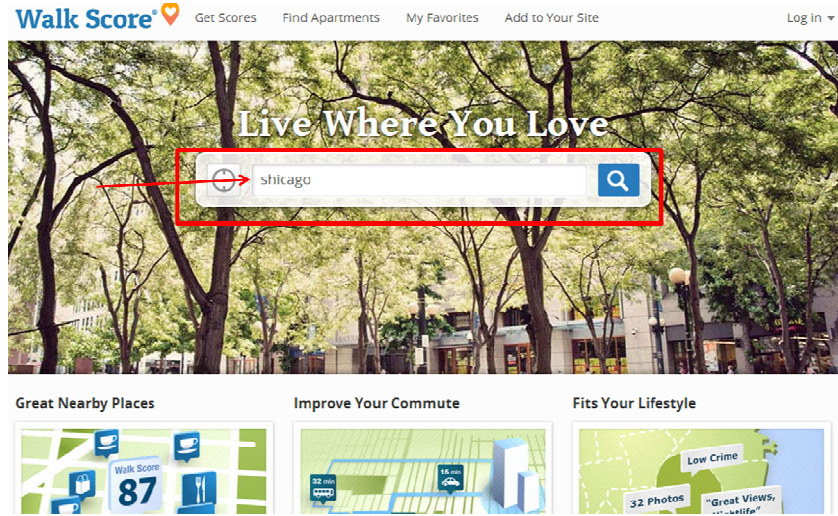 Walk Score® Get Scores Find Apartments My Favorites Add to Your Site Log in
Live Where You Love
shicago
Great Nearby Places Improve Your Commute Fits Your Lifestyle
Walk Score
87
32 min
15 min
Low Crime
32 Photos
"Great Views,